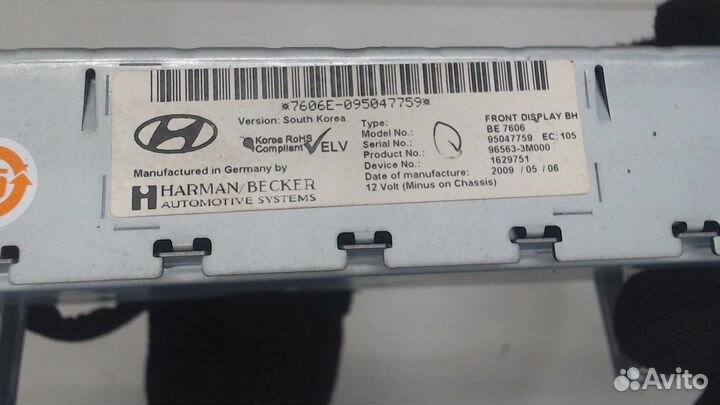 *7606E-095047759*
Version: South Korea
Korea RoHS
Compliant
ELV
Manufactured in Germany by
HARMAN/BECKER
AUTOMOTIVE SYSTEMS
Type: FRONT DISPLAY BH
Model No.: BE 7606
Serial No.: 95047759 EC: 105
Product No.: 96563-3M000
Device No.: 1629751
Date of manufacture: 2009 / 05 / 06
12 Volt (Minus on Chassis)
Avito